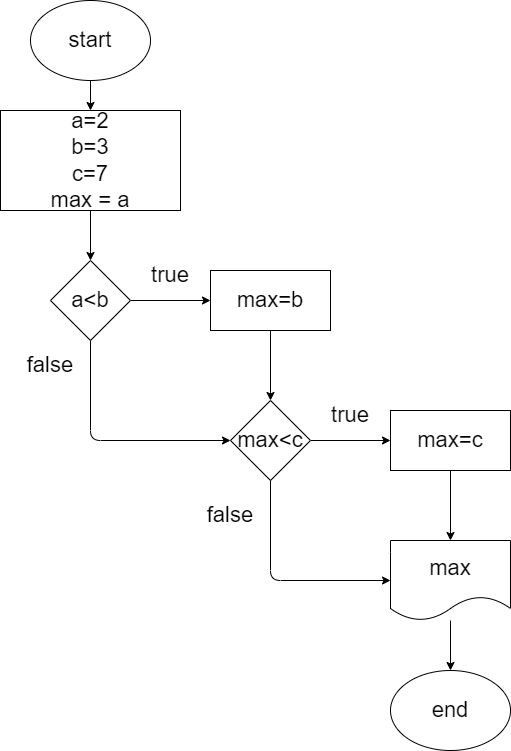 start
a=2
b=3
c=7
max = a
true
a<b
max=b
false
true
max<c
max=c
false
max
end